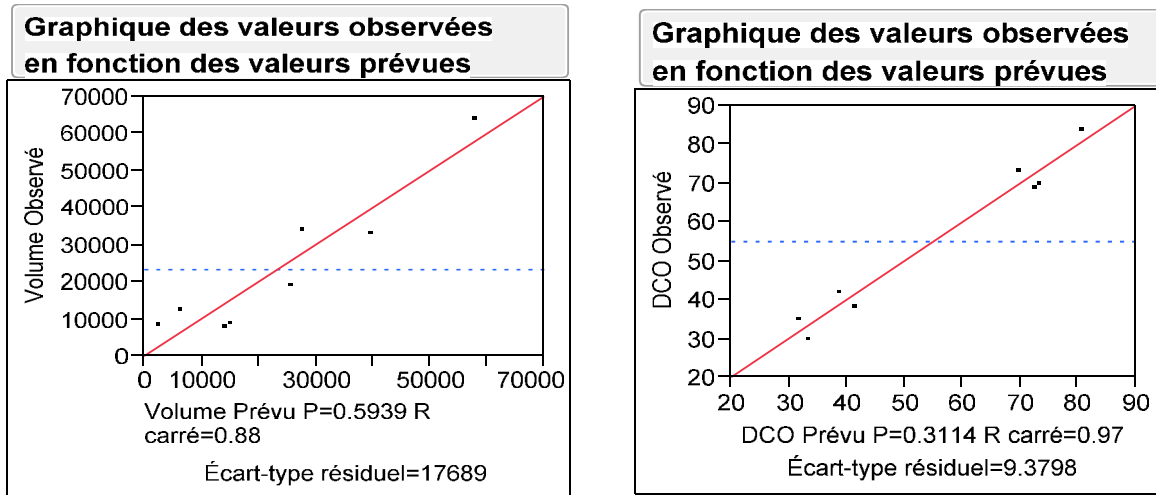 Graphique des valeurs observées
en fonction des valeurs prévues
70000
60000
50000
40000
30000
20000
10000
0
Volume Observé
0 10000 30000 50000 70000
Volume Prévu P=0.5939 R
carré=0.88
Écart-type résiduel=17689
Graphique des valeurs observées
en fonction des valeurs prévues
90
80
70
60
50
40
30
20
DCO Observé
20 30 40 50 60 70 80 90
DCO Prévu P=0.3114 R carré=0.97
Écart-type résiduel=9.3798